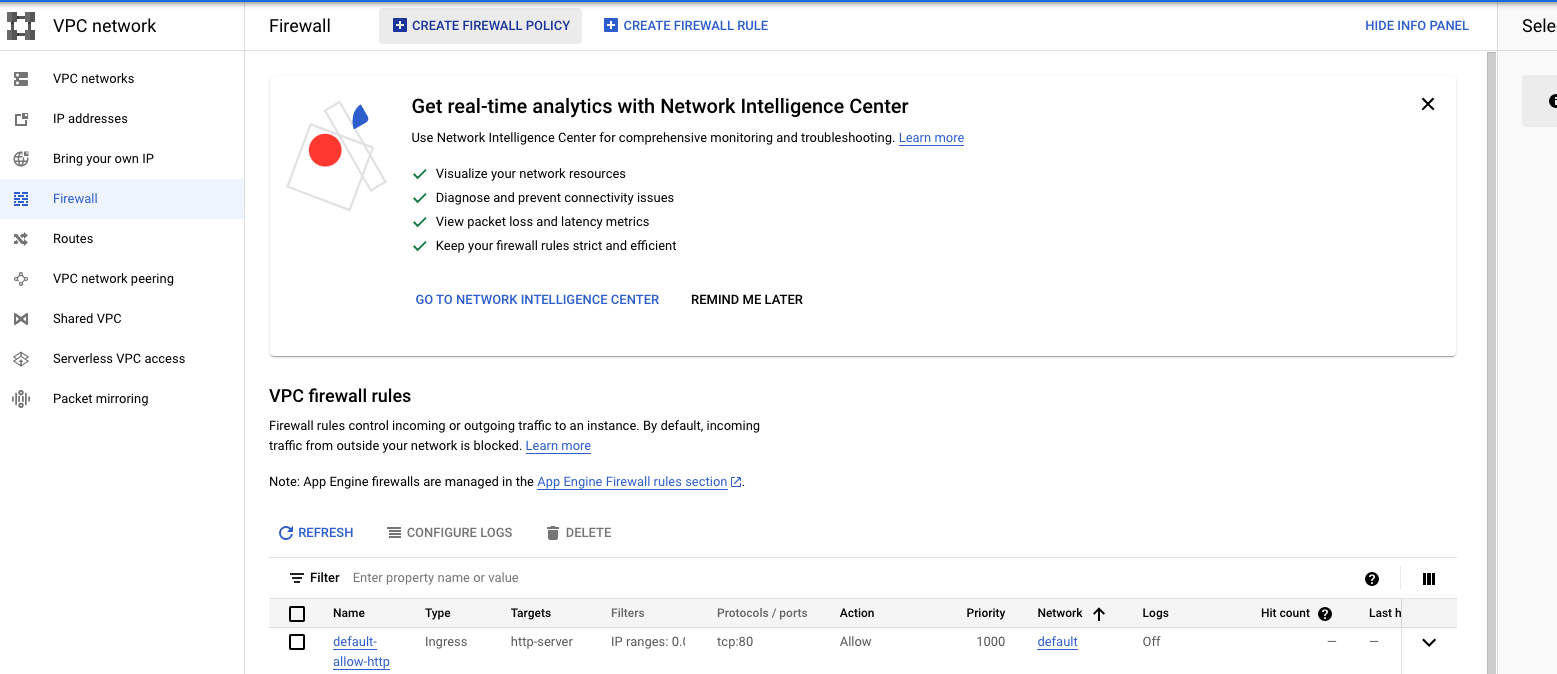 VPC network
Firewall
CREATE FIREWALL POLICY
CREATE FIREWALL RULE
HIDE INFO PANEL
VPC networks
IP addresses
Bring your own IP
Firewall
Routes
VPC network peering
Shared VPC
Serverless VPC access
Packet mirroring
Get real-time analytics with Network Intelligence Center
Use Network Intelligence Center for comprehensive monitoring and troubleshooting. Learn more
Visualize your network resources
Diagnose and prevent connectivity issues
View packet loss and latency metrics
Keep your firewall rules strict and efficient
GO TO NETWORK INTELLIGENCE CENTER REMIND ME LATER
VPC firewall rules
Firewall rules control incoming or outgoing traffic to an instance. By default, incoming
traffic from outside your network is blocked. Learn more
Note: App Engine firewalls are managed in the App Engine Firewall rules section.
REFRESH CONFIGURE LOGS DELETE
Filter Enter property name or value
Name Type Targets Filters Protocols / ports Action Priority Network Logs Hit count Last h
default- Ingress http-server IP ranges: 0.0 tcp:80 Allow 1000 default Off — —
allow-http